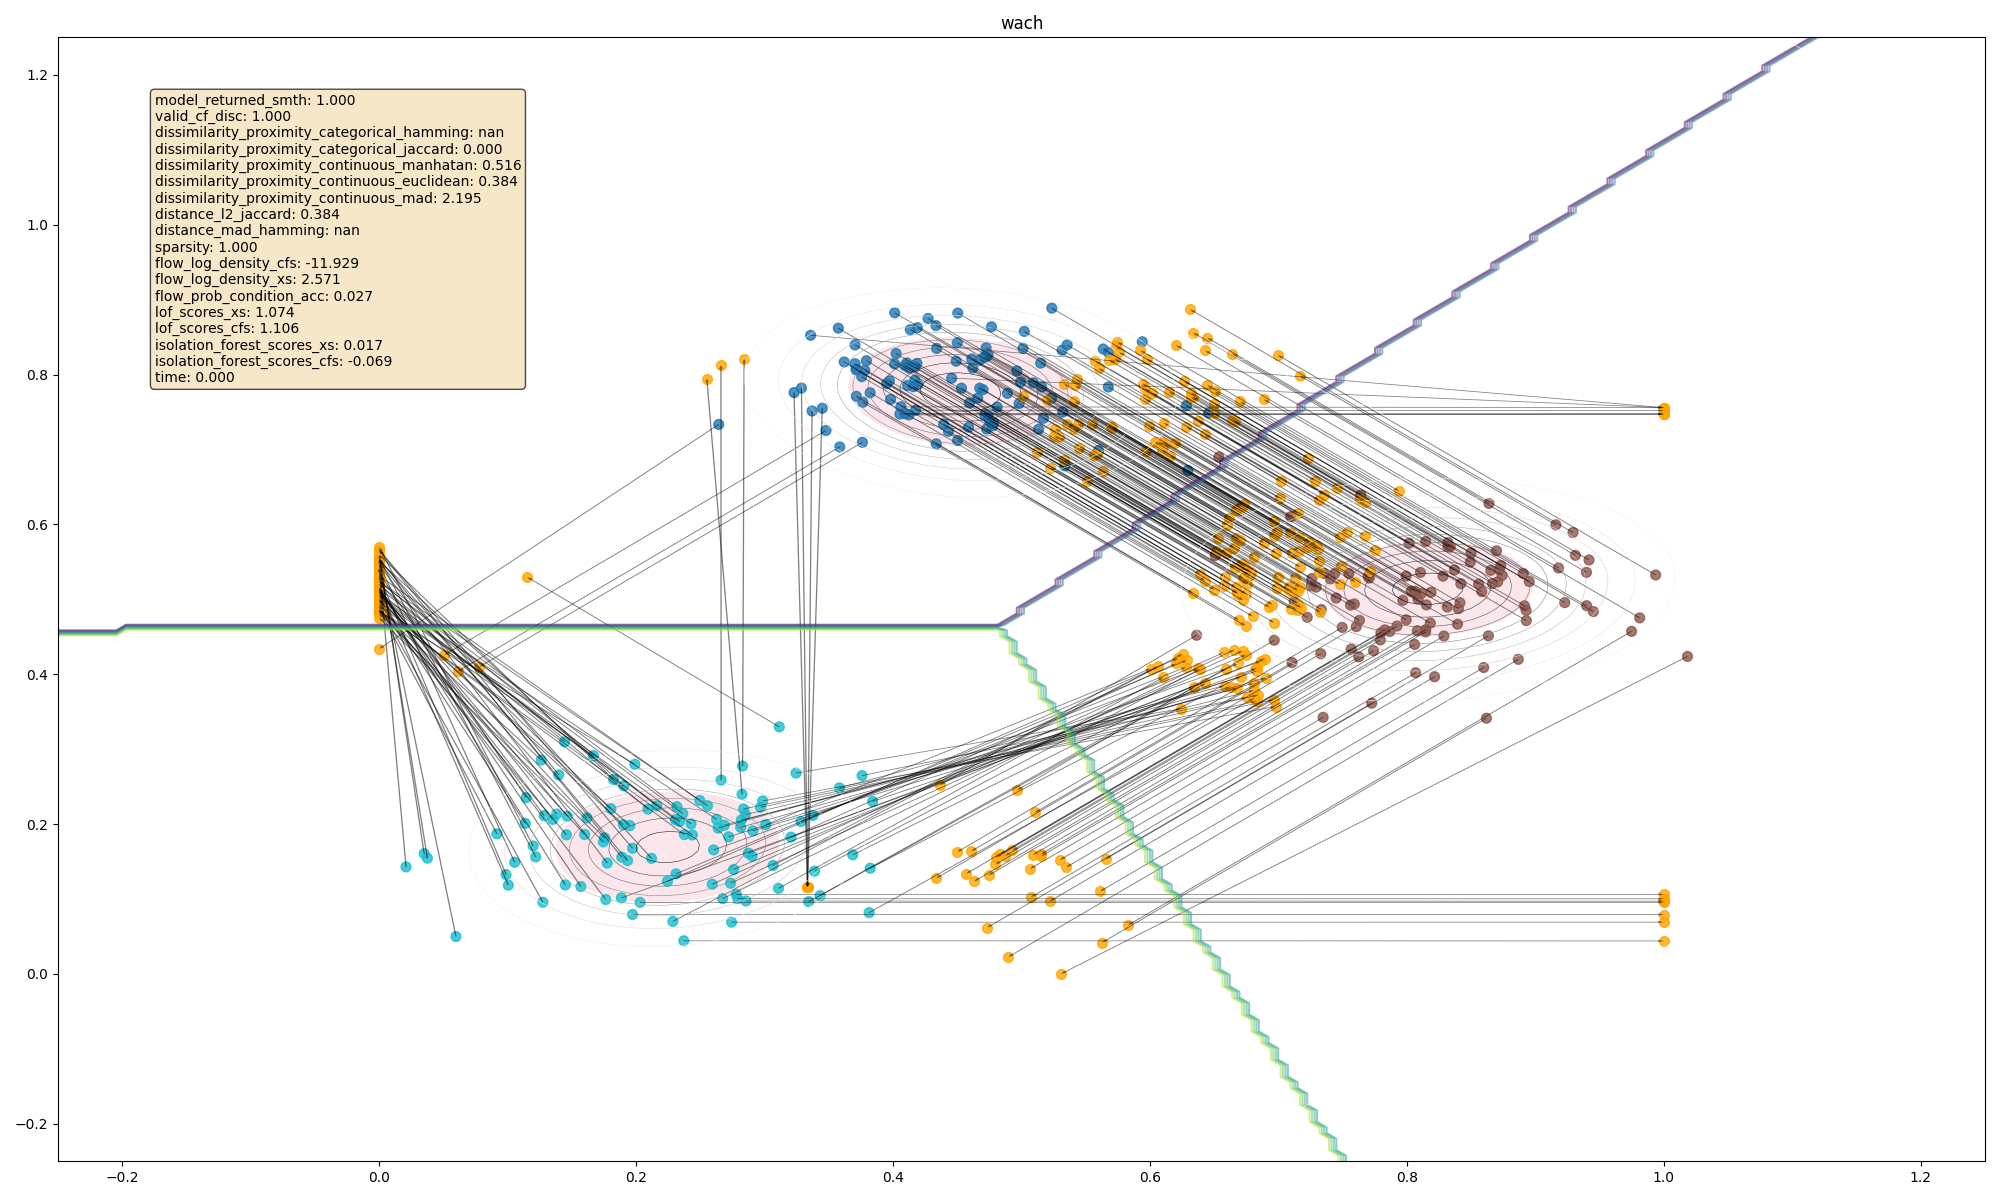 wach
model_returned_smth: 1.000
valid_cf_disc: 1.000
dissimilarity_proximity_categorical_hamming: nan
dissimilarity_proximity_categorical_jaccard: 0.000
dissimilarity_proximity_continuous_manhatan: 0.516
dissimilarity_proximity_continuous_euclidean: 0.384
dissimilarity_proximity_continuous_mad: 2.195
distance_l2_jaccard: 0.384
distance_mad_hamming: nan
sparsity: 1.000
flow_log_density_cfs: -11.929
flow_log_density_xs: 2.571
flow_prob_condition_acc: 0.027
lof_scores_xs: 1.074
lof_scores_cfs: 1.106
isolation_forest_scores_xs: 0.017
isolation_forest_scores_cfs: -0.069
time: 0.000
1.2
1.0
0.8
0.6
0.4
0.2
0.0
−0.2
−0.2 0.0 0.2 0.4 0.6 0.8 1.0 1.2